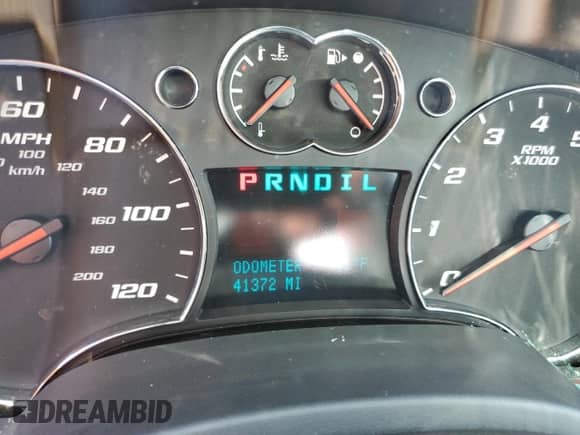 60
MPH
80
100
120
km/h
100
120
140
160
180
200
P R N D I L
ODOMETER F
41372 MI
0
1
2
3
4
5
RPM
X1000
DREAMBID